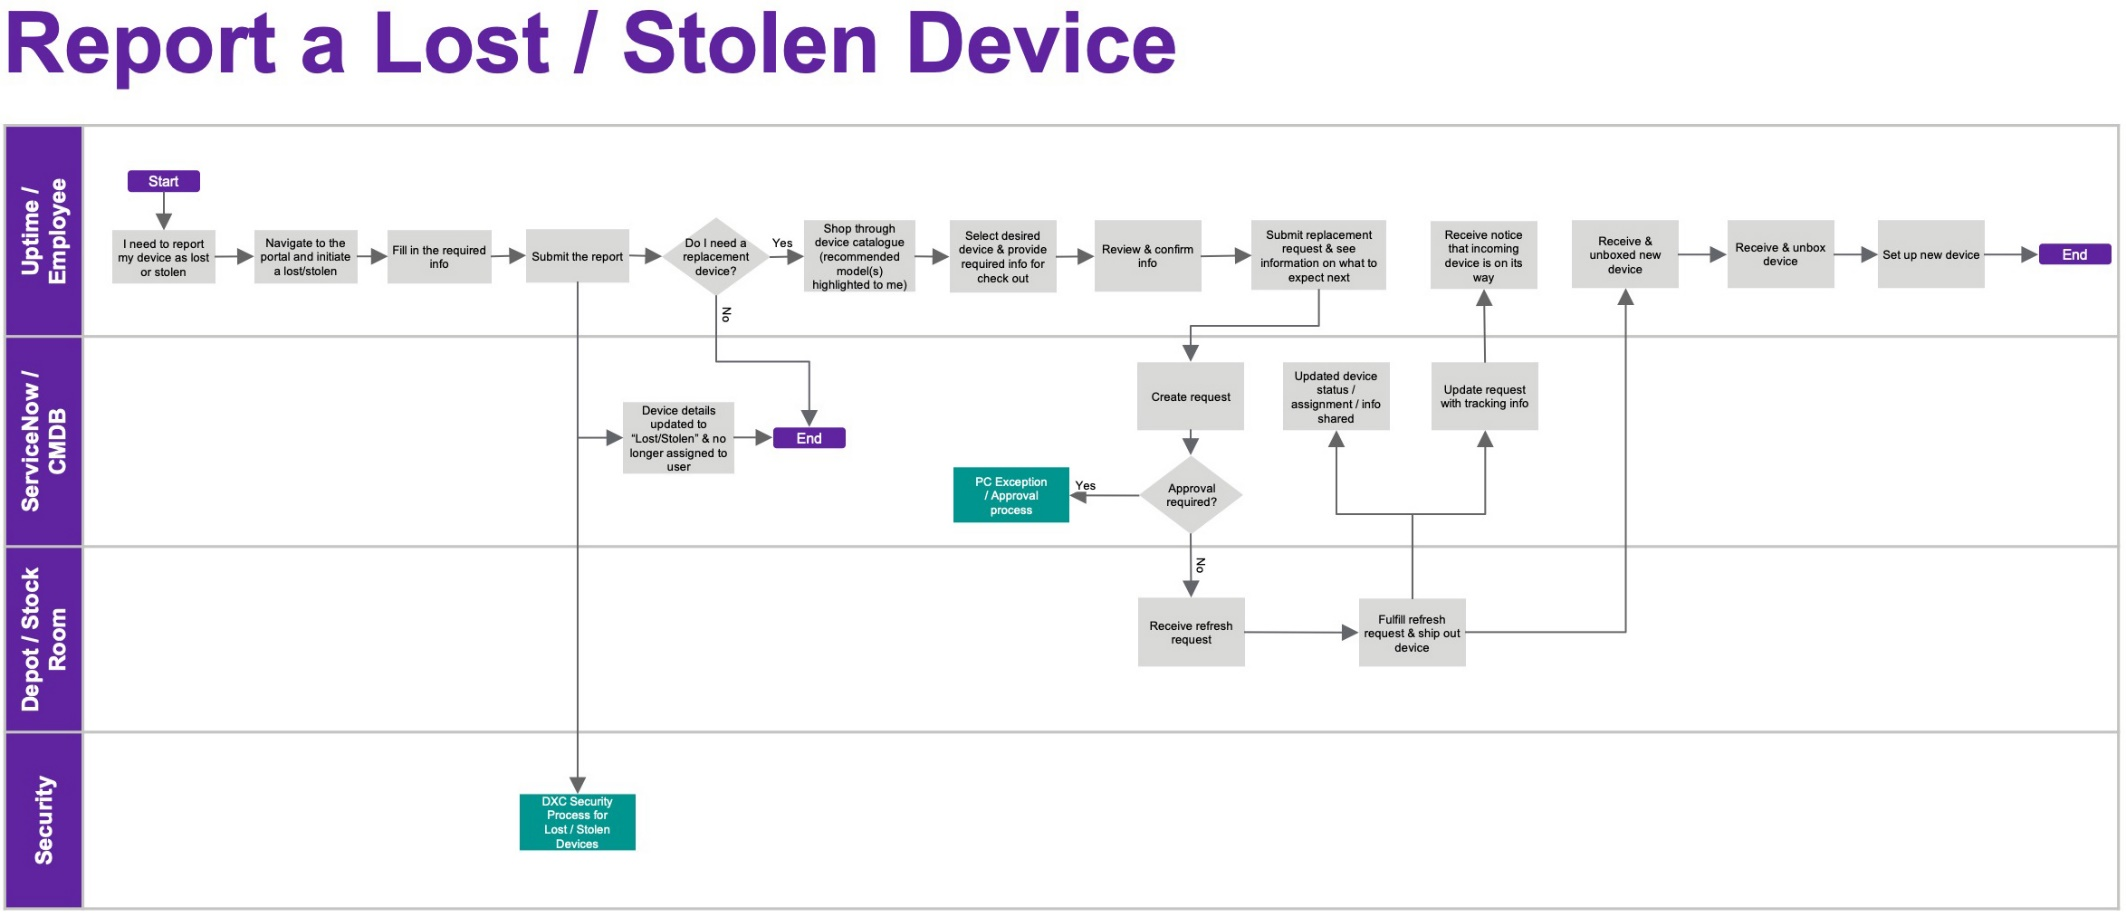 Report a Lost / Stolen Device
Uptime /
Employee
Start
I need to report
my device as lost
or stolen
Navigate to the
portal and initiate
a lost/stolen
Fill in the required
info
Submit the report
Do I need a
replacement
device?
Yes
No
Shop through
device catalogue
(recommended
model(s)
highlighted to me)
Select desired
device & provide
required info for
check out
Review & confirm
info
Submit replacement
request & see
information on what to
expect next
Receive notice
that incoming
device is on its
way
Receive &
unboxed new
device
Receive & unbox
device
Set up new device
End
ServiceNow /
CMDB
Device details
updated to
“Lost/Stolen” & no
longer assigned to
user
End
PC Exception
/ Approval
process
Yes
Create request
Approval
required?
No
Updated device
status /
assignment / info
shared
Update request
with tracking info
Depot / Stock
Room
Receive refresh
request
Fulfill refresh
request & ship out
device
Security
DXC Security
Process for
Lost / Stolen
Devices